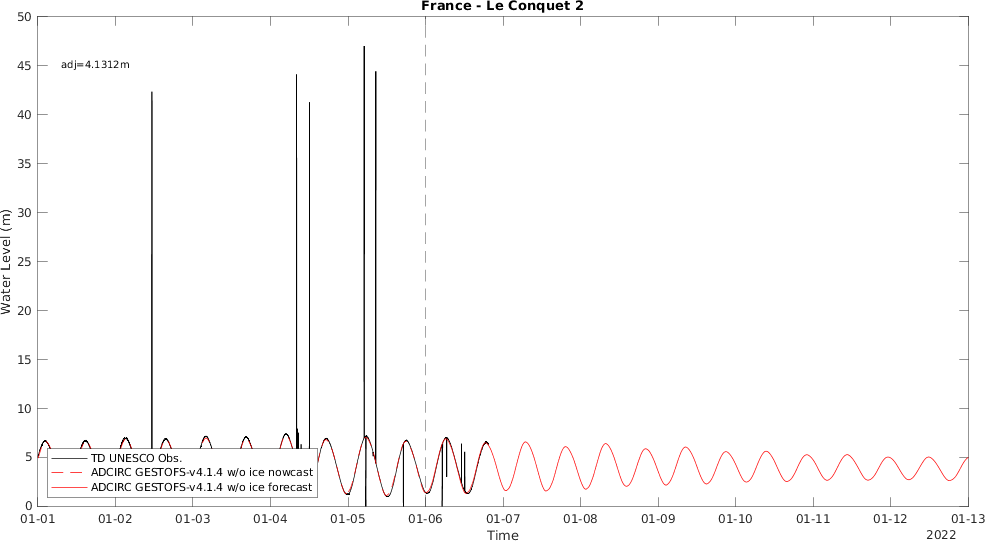 France - Le Conquet 2
adj=4.1312m
Water Level (m)
50
45
40
35
30
25
20
15
10
5
0
TD UNESCO Obs.
ADCIRC GESTOFS-v4.1.4 w/o ice nowcast
ADCIRC GESTOFS-v4.1.4 w/o ice forecast
01-01 01-02 01-03 01-04 01-05 01-06 01-07 01-08 01-09 01-10 01-11 01-12 01-13
Time
2022